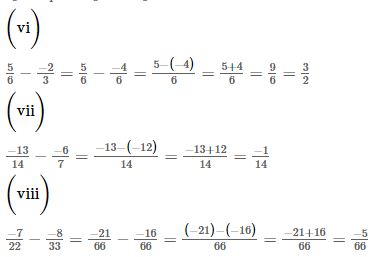 (vi)
5/6 − −2/3 = 5/6 − −4/6 = 5−(−4)/6 = 5+4/6 = 9/6 = 3/2
(vii)
−13/14 − −6/7 = −13−(−12)/14 = −13+12/14 = −1/14
(viii)
−7/22 − −8/33 = −21/66 − −16/66 = (−21)−(−16)/66 = −21+16/66 = −5/66